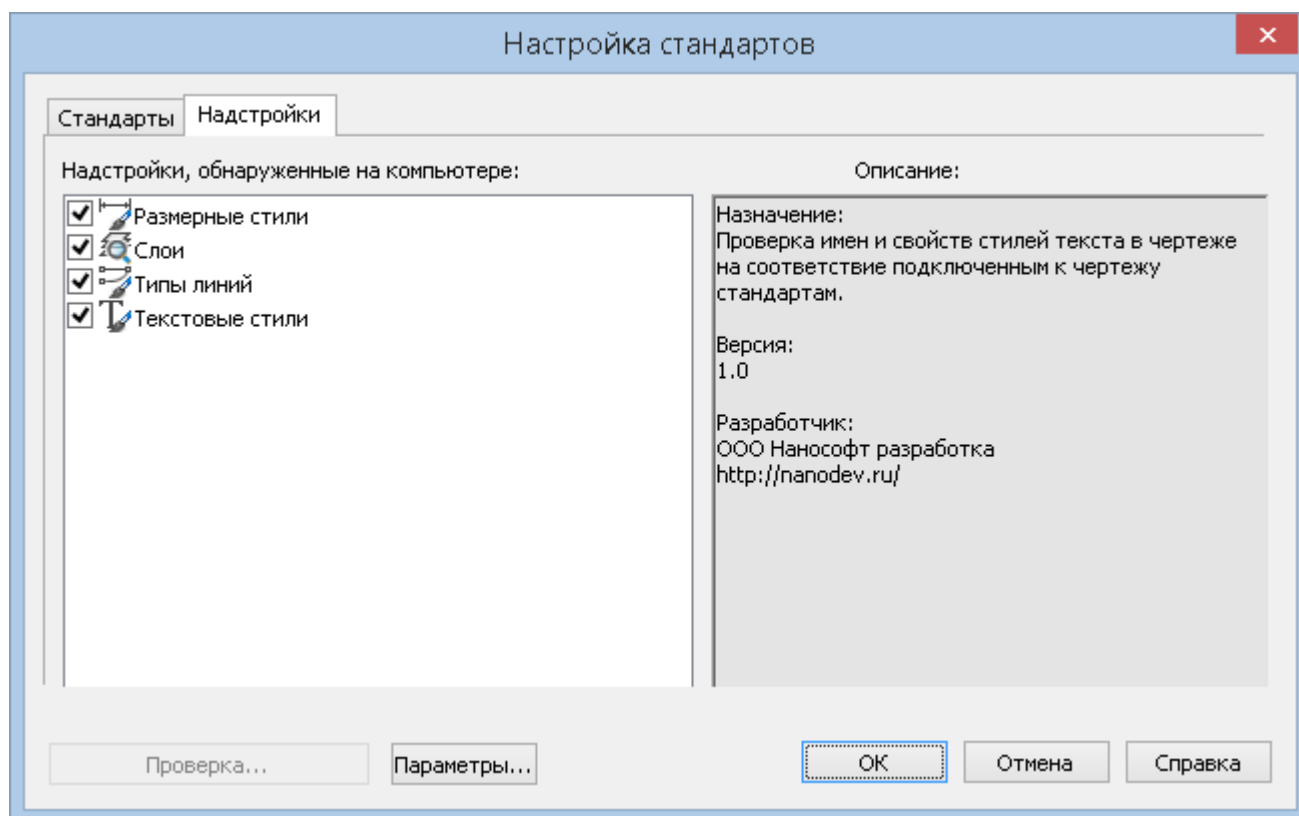 Настройка стандартов
Стандарты
Надстройки
Надстройки, обнаруженные на компьютере:
Размерные стили
Слои
Типы линий
Текстовые стили
Описание:
Назначение:
Проверка имен и свойств стилей текста в чертеже
на соответствие подключенным к чертежу
стандартам.
Версия:
1.0
Разработчик:
ООО Нанософт разработка
http://nanodev.ru/
Проверка...
Параметры...
ОК
Отмена
Справка